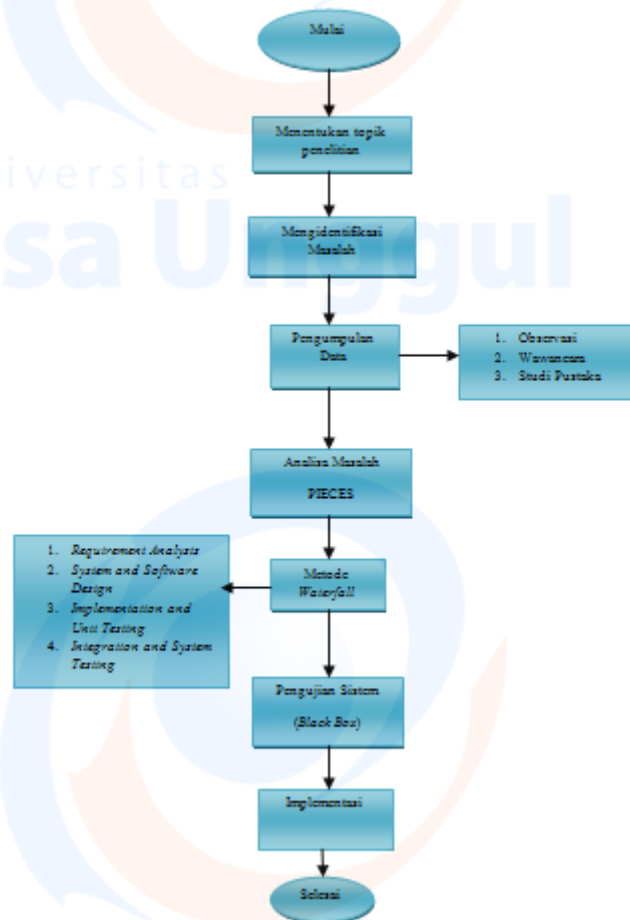 Mulai
Menentukan topik
penelitian
iversitas
sa Unggul
Mengidentifikasi
Masalah
Pengumpulan
Data
1. Observasi
2. Wawancara
3. Studi Pustaka
Analisa Masalah
PIECES
Metode
Waterfall
1. Requirement Analysis
2. System and Software
Design
3. Implementation and
Unit Testing
4. Integration and System
Testing
Pengujian Sistem
(Black Box)
Implementasi
Selesai